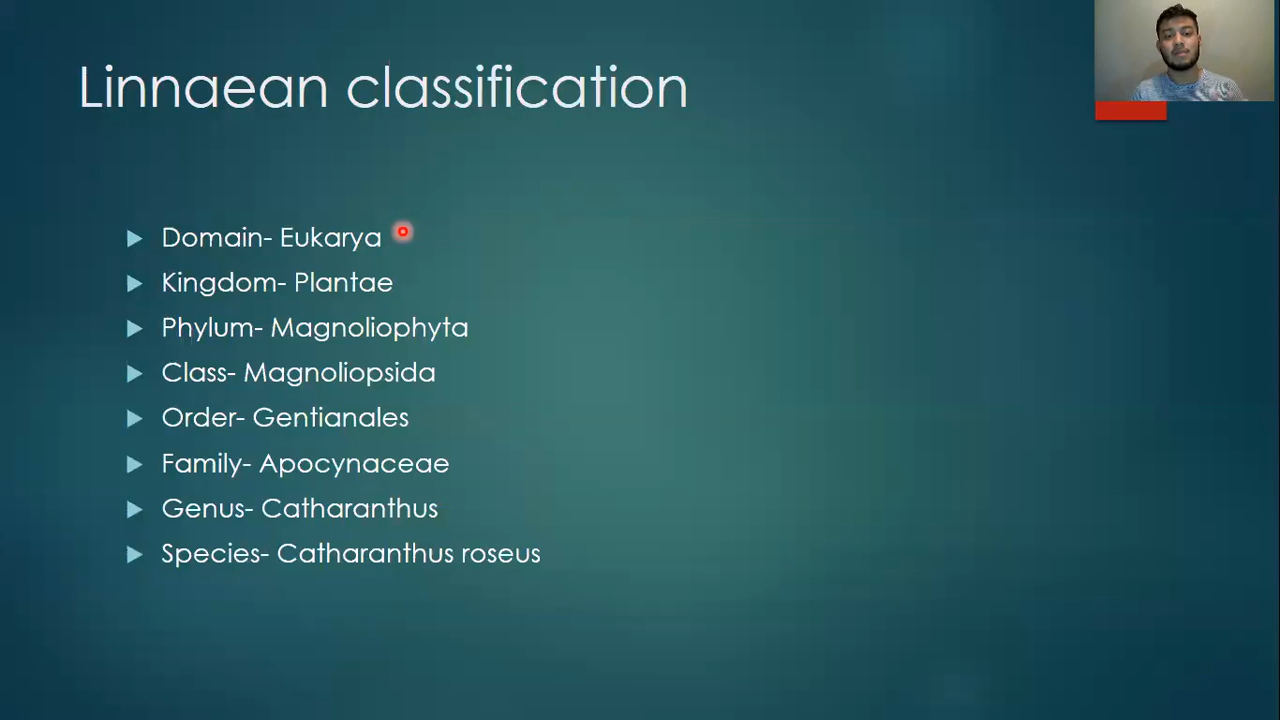 Linnaean classification
Domain- Eukarya
Kingdom- Plantae
Phylum- Magnoliophyta
Class- Magnoliopsida
Order- Gentianales
Family- Apocynaceae
Genus- Catharanthus
Species- Catharanthus roseus